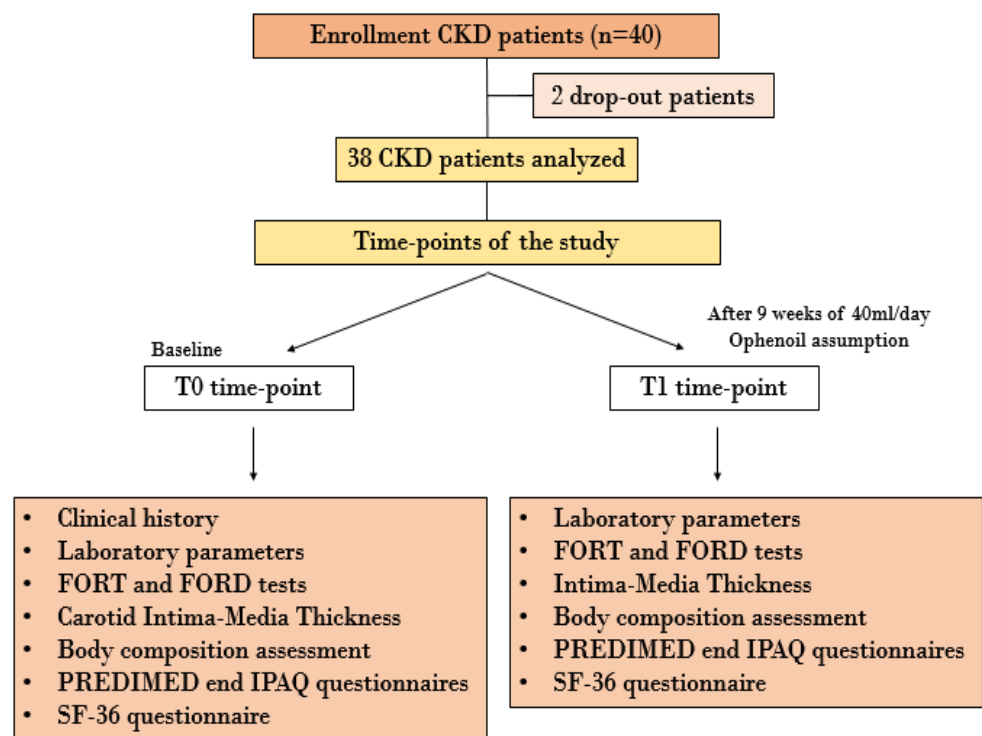 Enrollment CKD patients (n=40)
2 drop-out patients
38 CKD patients analyzed
Time-points of the study
Baseline
T0 time-point
• Clinical history
• Laboratory parameters
• FORT and FORD tests
• Carotid Intima-Media Thickness
• Body composition assessment
• PREDIMED end IPAQ questionnaires
• SF-36 questionnaire
After 9 weeks of 40ml/day
Ophenoil assumption
T1 time-point
• Laboratory parameters
• FORT and FORD tests
• Intima-Media Thickness
• Body composition assessment
• PREDIMED end IPAQ questionnaires
• SF-36 questionnaire